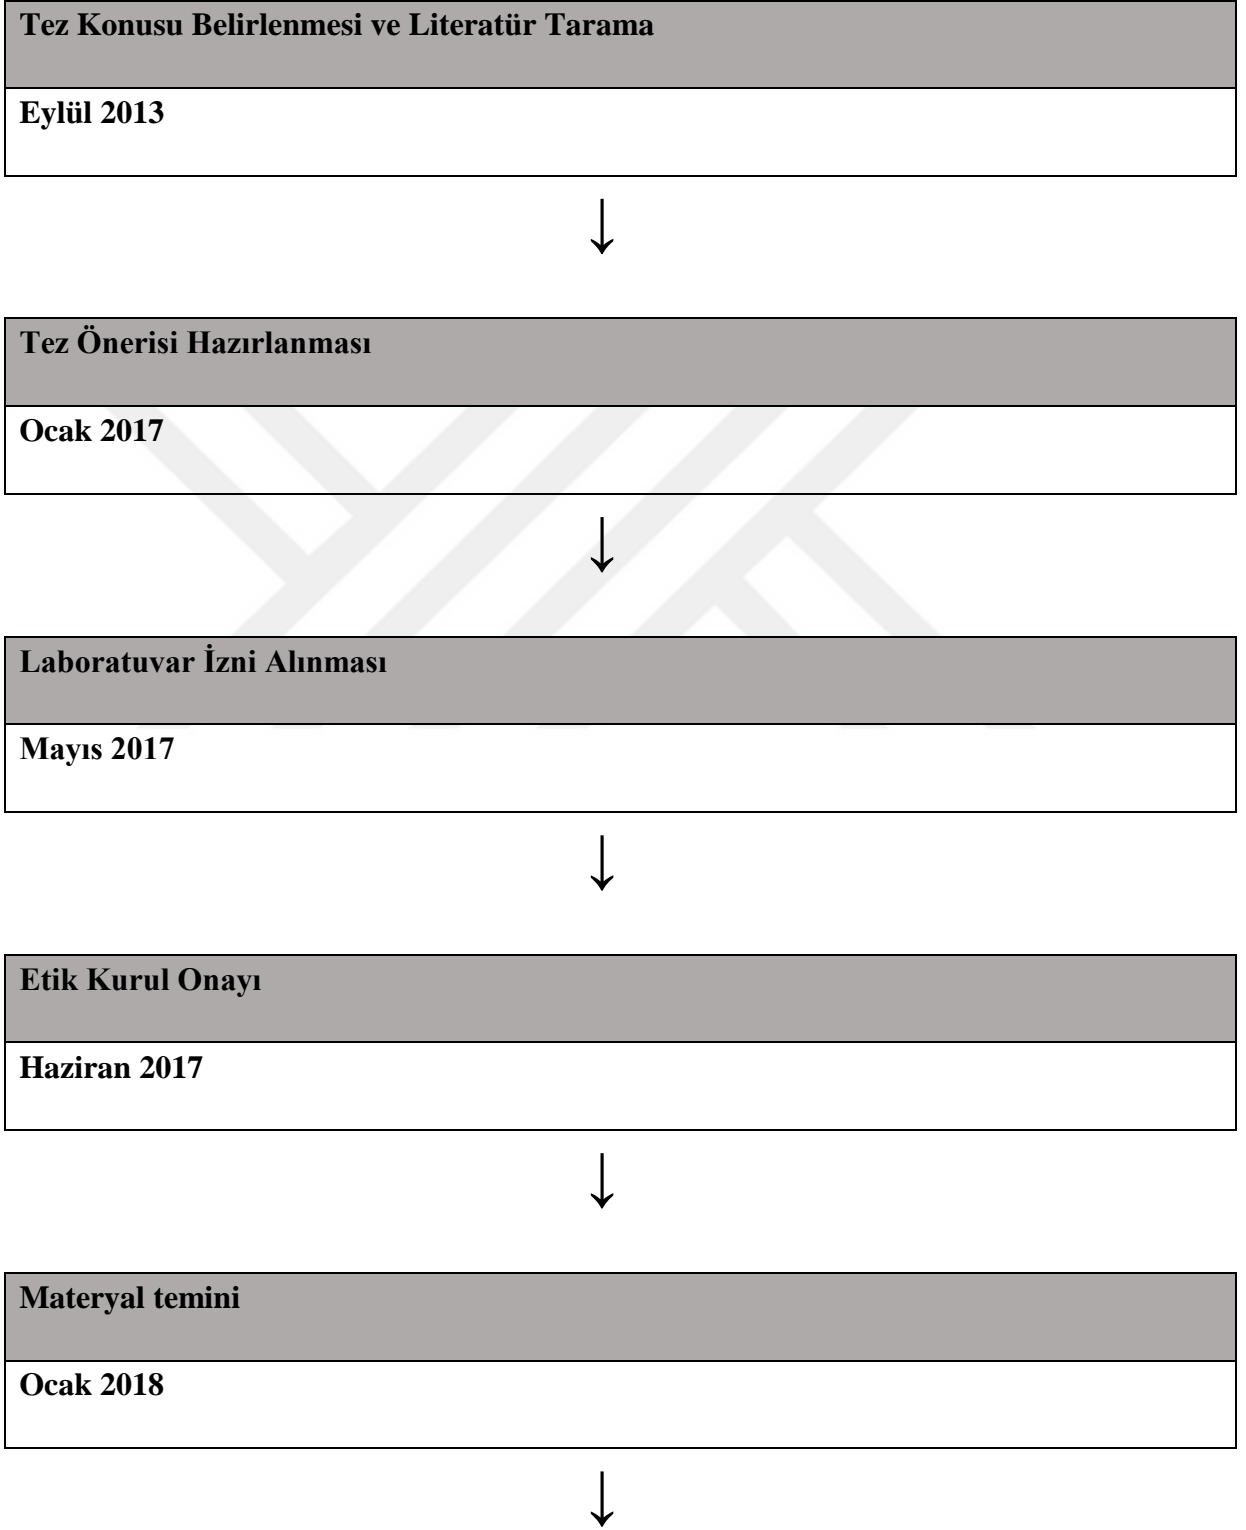 Tez Konusu Belirlenmesi ve Literatür Tarama
Eylül 2013
↓
Tez Önerisi Hazırlanması
Ocak 2017
↓
Laboratuvar İzni Alınması
Mayıs 2017
↓
Etik Kurul Onayı
Haziran 2017
↓
Materyal temini
Ocak 2018
↓